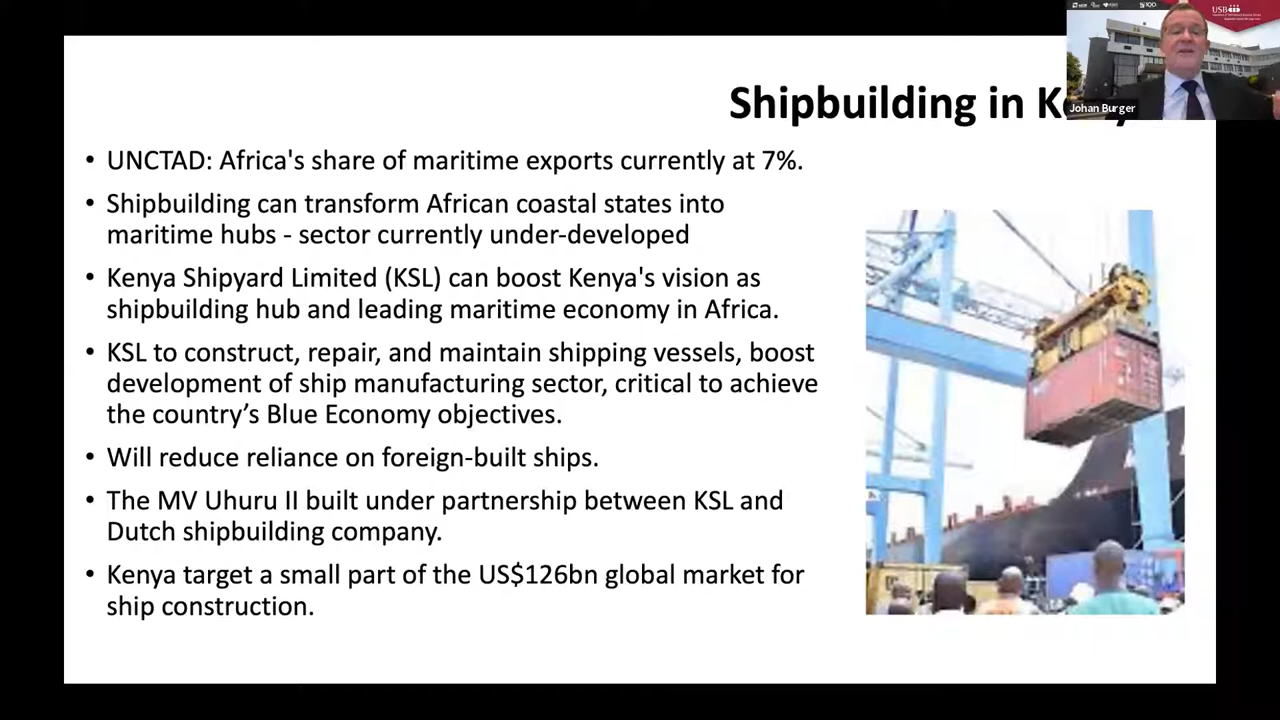 Shipbuilding in
USB
Johan Burger
• UNCTAD: Africa's share of maritime exports currently at 7%.
• Shipbuilding can transform African coastal states into
maritime hubs - sector currently under-developed
• Kenya Shipyard Limited (KSL) can boost Kenya's vision as
shipbuilding hub and leading maritime economy in Africa.
• KSL to construct, repair, and maintain shipping vessels, boost
development of ship manufacturing sector, critical to achieve
the country’s Blue Economy objectives.
• Will reduce reliance on foreign-built ships.
• The MV Uhuru II built under partnership between KSL and
Dutch shipbuilding company.
• Kenya target a small part of the US$126bn global market for
ship construction.